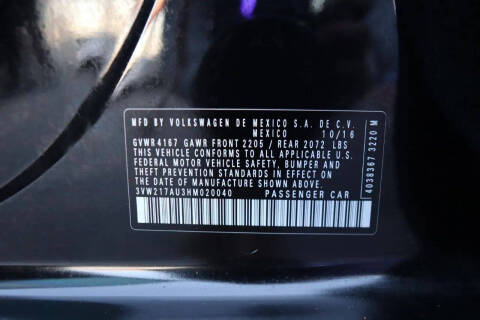 MFD BY VOLKSWAGEN DE MEXICO S.A. DE C.V.
MEXICO 10/16
GVWR 4167 GAWR FRONT 2205 / REAR 2072 LBS
THIS VEHICLE CONFORMS TO ALL APPLICABLE
FEDERAL MOTOR VEHICLE SAFETY, BUMPER AND
THEFT PREVENTION STANDARDS IN EFFECT ON THE
DATE OF MANUFACTURE SHOWN ABOVE.
3VW217AU3HM020040 PASSENGER CAR
4038367 3220 M